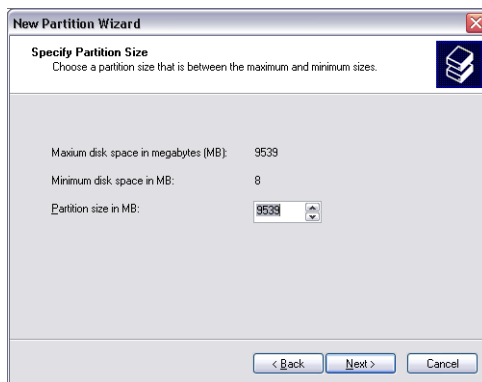 New Partition Wizard
Specify Partition Size
Choose a partition size that is between the maximum and minimum sizes.
Maxium disk space in megabytes (MB): 9539
Minimum disk space in MB: 8
Partition size in MB: 9539
< Back Next > Cancel